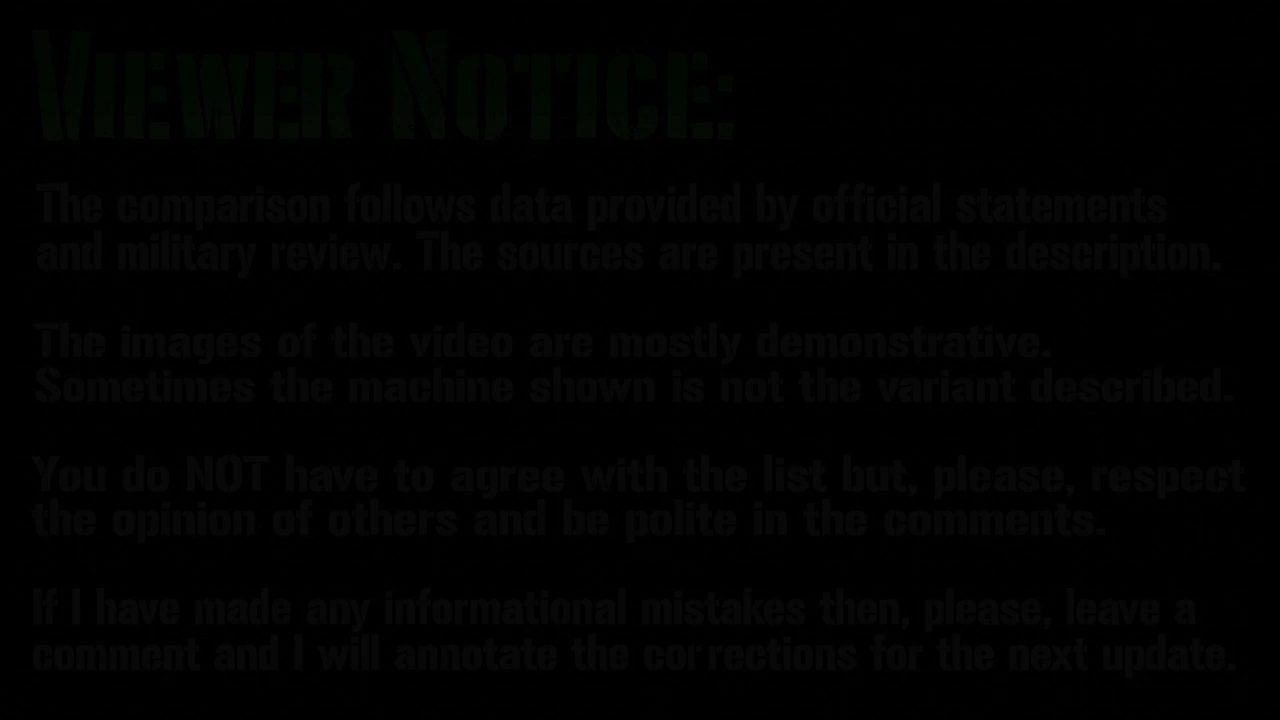 VIEWER NOTICE:
The comparison follows data provided by official statements
and military review. The sources are present in the description.
The images of the video are mostly demonstrative.
Sometimes the machine shown is not the variant described.
You do NOT have to agree with the list but, please, respect
the opinion of others and be polite in the comments.
If I have made any informational mistakes then, please, leave a
comment and I will annotate the corrections for the next update.